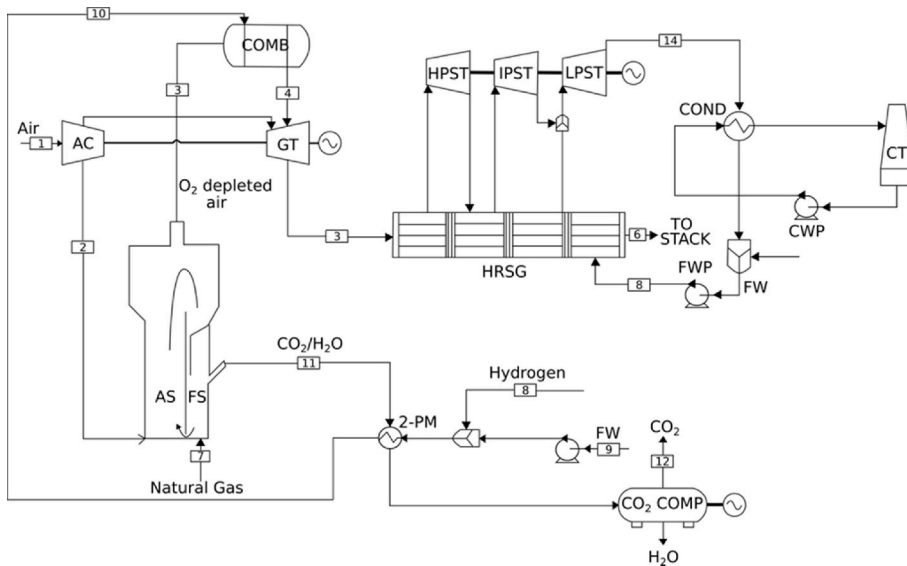 10
COMB
14
HPST
IPST
LPST
3
4
COND
Air
1
AC
GT
CT
O₂ depleted
air
CWP
2
3
6
TO
STACK
HRSG
FWP
8
FW
CO₂/H₂O
11
Hydrogen
8
AS
FS
2-PM
FW
9
CO₂
7
12
Natural Gas
CO₂ COMP
H₂O